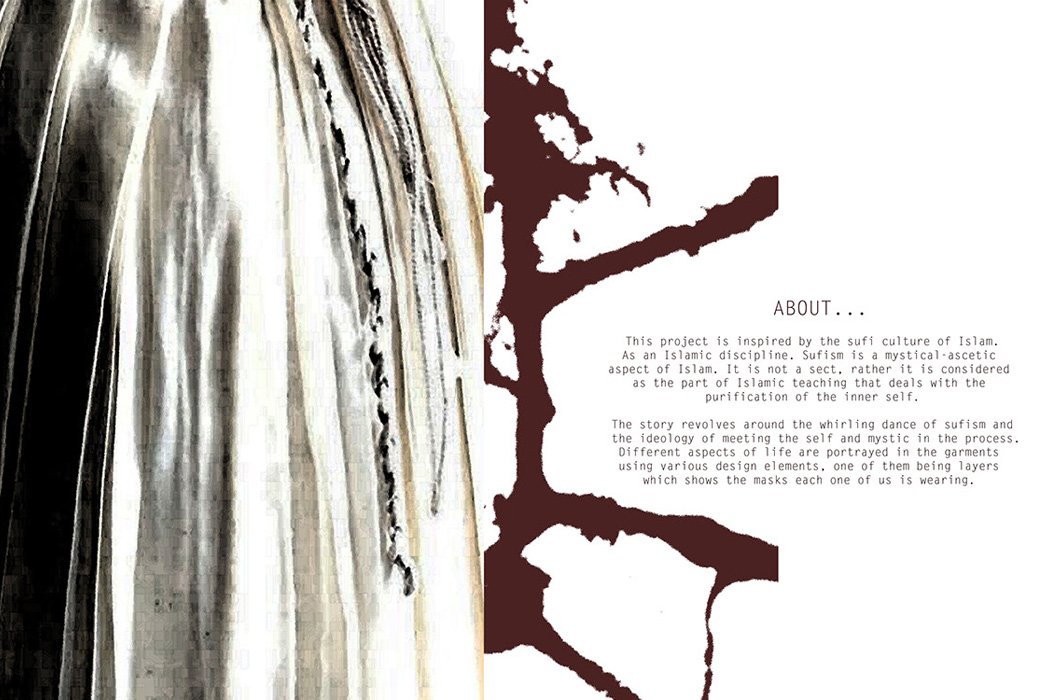 ABOUT...
This project is inspired by the sufi culture of Islam.
As an Islamic discipline. Sufism is a mystical-ascetic
aspect of Islam. It is not a sect, rather it is considered
as the part of Islamic teaching that deals with the
purification of the inner self.
The story revolves around the whirling dance of sufism and
the ideology of meeting the self and mystic in the process.
Different aspects of life are portrayed in the garments
using various design elements, one of them being layers
which shows the masks each one of us is wearing.